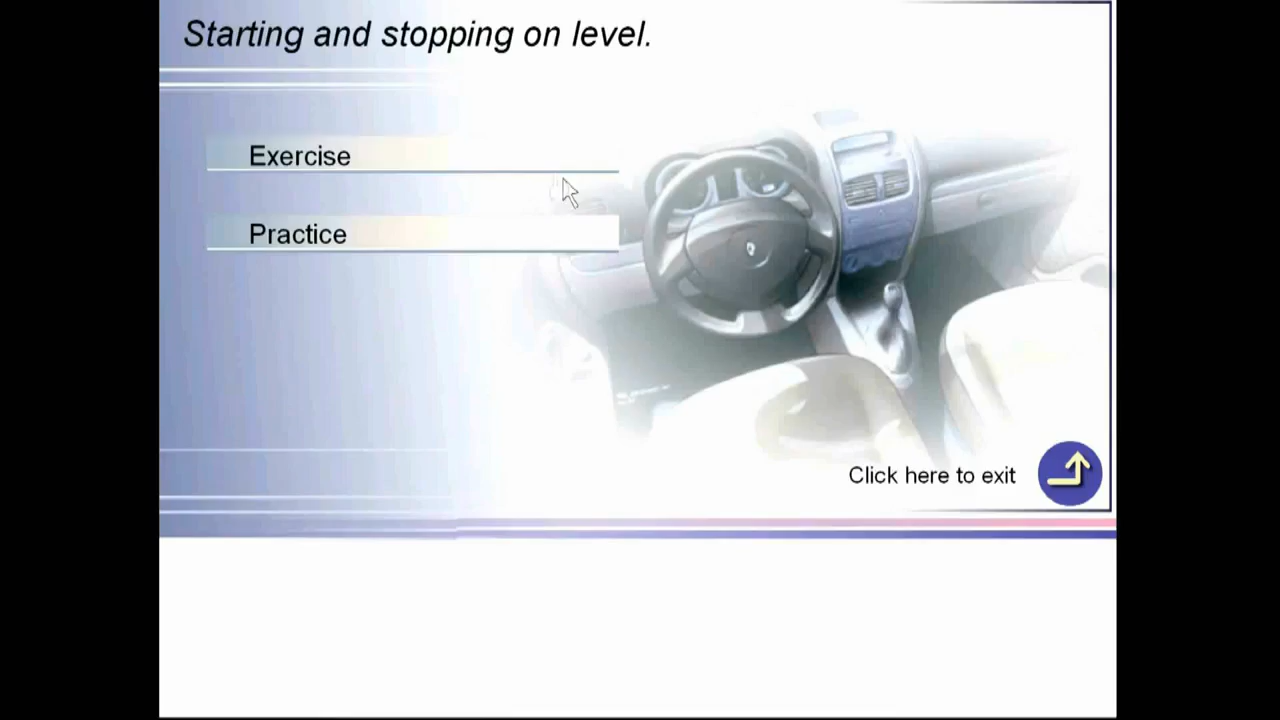 Starting and stopping on level.
Exercise
Practice
Click here to exit